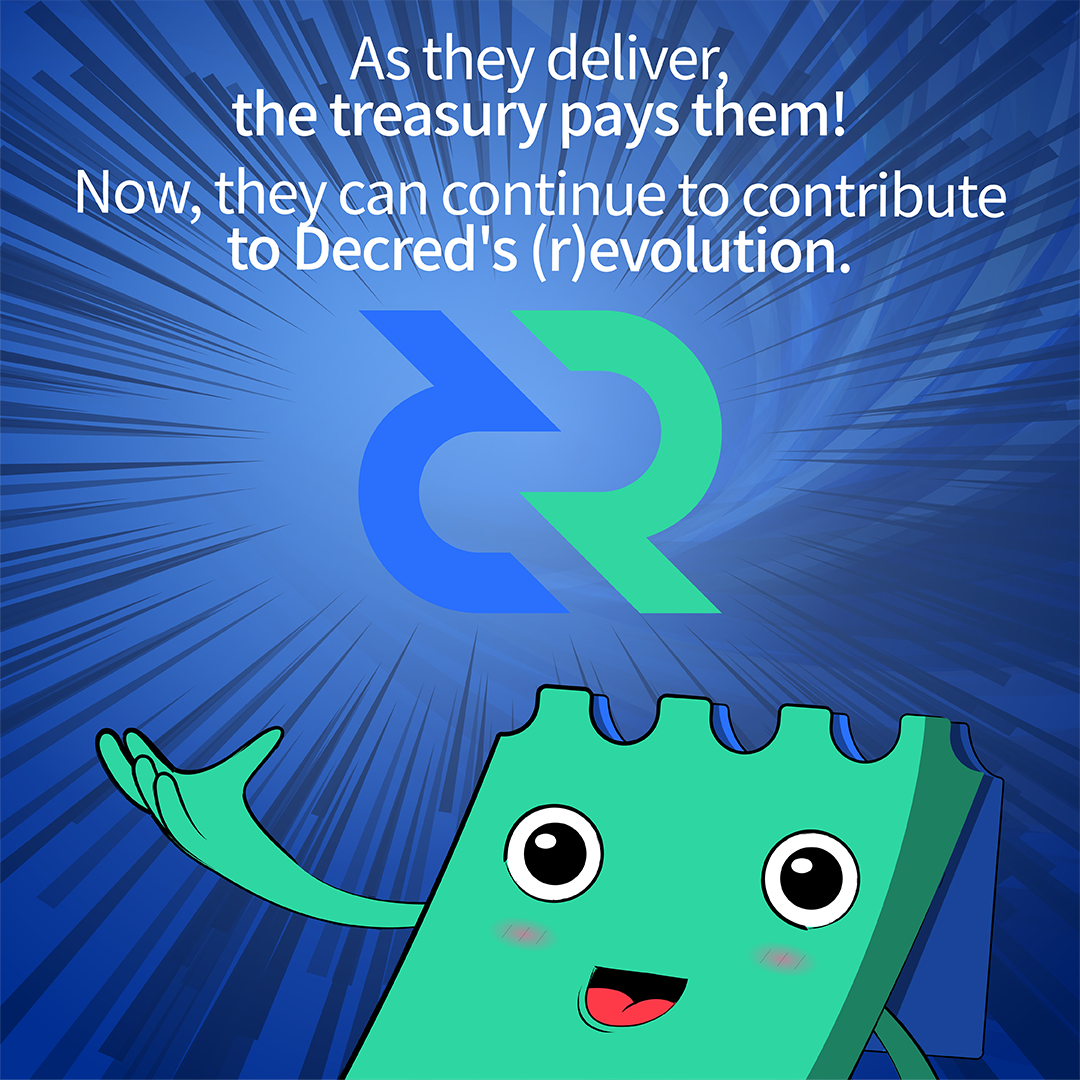 As they deliver,
the treasury pays them!
Now, they can continue to contribute
to Decred's (r)evolution.